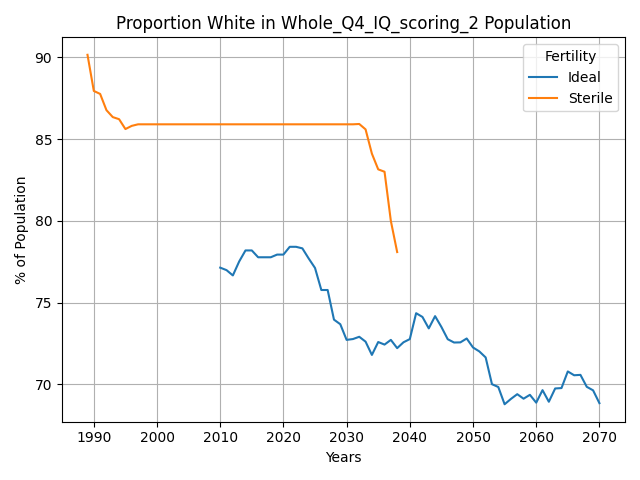 Proportion White in Whole_Q4_IQ_scoring_2 Population
Fertility
Ideal
Sterile
% of Population
90
85
80
75
70
1990
2000
2010
2020
2030
2040
2050
2060
2070
Years